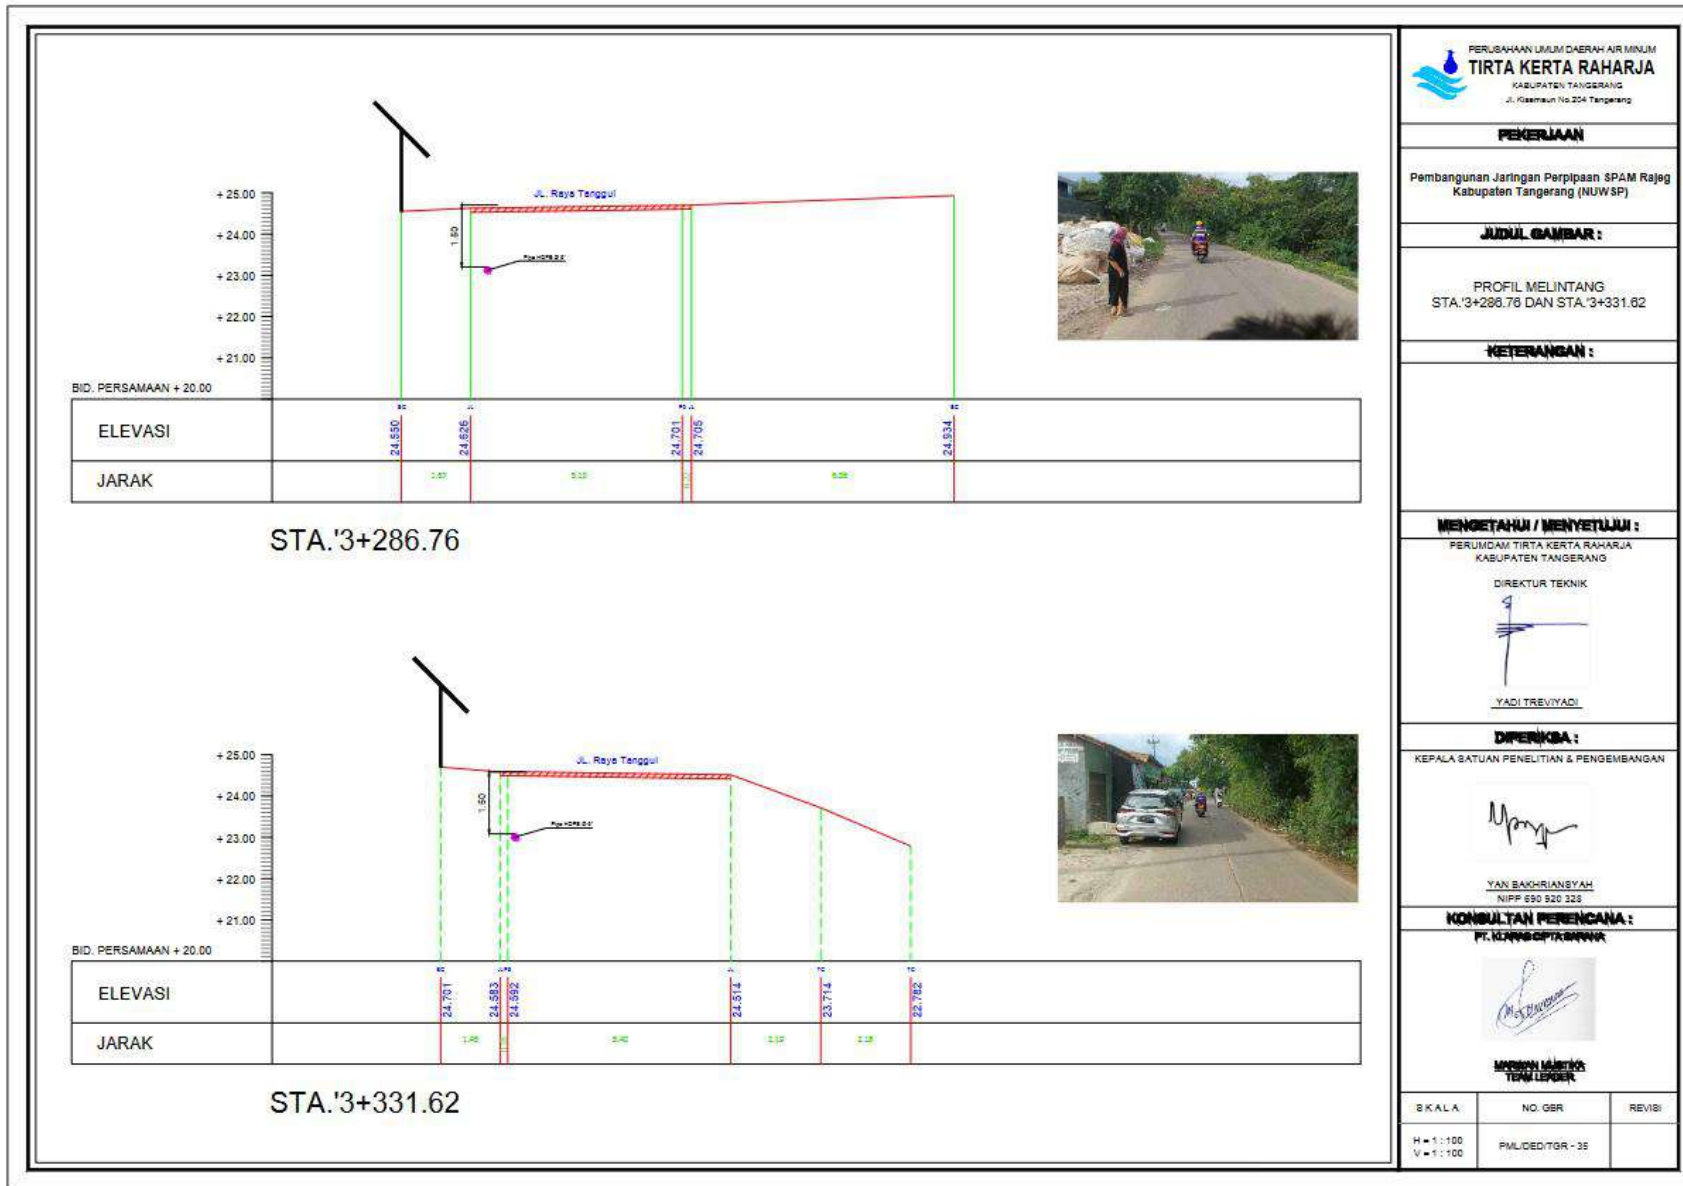 PERUSAHAAN UMUM DAERAH AIR MINUM
TIRTA KERTA RAHARJA
KABUPATEN TANGERANG
Jl. Kisamaun No.204 Tangerang
PEKERJAAN
Pembangunan Jaringan Perpipaan SPAM Rajeg
Kabupaten Tangerang (NUWSP)
JUDUL GAMBAR :
PROFIL MELINTANG
STA.'3+286.76 DAN STA.'3+331.62
KETERANGAN :
MENGETAHUI / MENYETUJUI :
PERUMDAM TIRTA KERTA RAHARJA
KABUPATEN TANGERANG
DIREKTUR TEKNIK
YADI TREVIYADI
DIPERIKSA :
KEPALA SATUAN PENELITIAN & PENGEMBANGAN
YAN BAKHRIANSYAH
NIPP 690 920 328
KONSULTAN PERENCANA :
TEAM LEADER
SKALA NO. GBR REVISI
H = 1 : 100
V = 1 : 100
PML/DED/TGR - 35
JL. Raya Tanggul
+ 25.00
+ 24.00
+ 23.00
+ 22.00
+ 21.00
1.50
BID. PERSAMAAN + 20.00
ELEVASI 24.550 24.626 24.701 24.705 24.934
JARAK
STA.'3+286.76
JL. Raya Tanggul
+ 25.00
+ 24.00
+ 23.00
+ 22.00
+ 21.00
1.50
BID. PERSAMAAN + 20.00
ELEVASI 24.701 24.583 24.592 24.514 23.714 22.782
JARAK
STA.'3+331.62